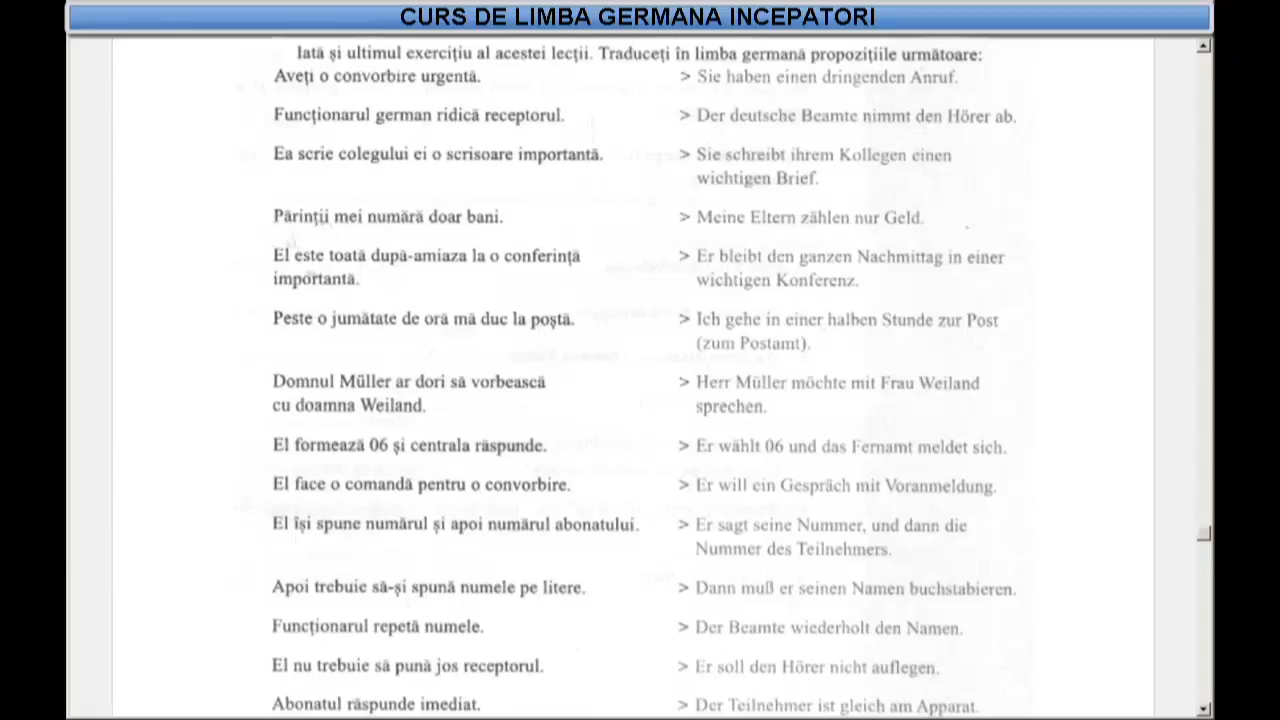 CURS DE LIMBA GERMANA INCEPATORI
Iată și ultimul exercițiu al acestei lecții. Traduceți în limba germană propozițiile următoare:
Aveți o convorbire urgentă. > Sie haben einen dringenden Anruf.
Funcționarul german ridică receptorul. > Der deutsche Beamte nimmt den Hörer ab.
Ea scrie colegului ei o scrisoare importantă. > Sie schreibt ihrem Kollegen einen
wichtigen Brief.
Părinții mei numără doar bani. > Meine Eltern zählen nur Geld.
El este toată după-amiaza la o conferință > Er bleibt den ganzen Nachmittag in einer
importantă. wichtigen Konferenz.
Peste o jumătate de oră mă duc la poștă. > Ich gehe in einer halben Stunde zur Post
(zum Postamt).
Domnul Müller ar dori să vorbească > Herr Müller möchte mit Frau Weiland
cu doamna Weiland. sprechen.
El formează 06 și centrala răspunde. > Er wählt 06 und das Fernamt meldet sich.
El face o comandă pentru o convorbire. > Er will ein Gespräch mit Voranmeldung.
El își spune numărul și apoi numărul abonatului. > Er sagt seine Nummer, und dann die
Nummer des Teilnehmers.
Apoi trebuie să-și spună numele pe litere. > Dann muß er seinen Namen buchstabieren.
Funcționarul repetă numele. > Der Beamte wiederholt den Namen.
El nu trebuie să pună jos receptorul. > Er soll den Hörer nicht auflegen.
Abonatul răspunde imediat. > Der Teilnehmer ist gleich am Apparat.